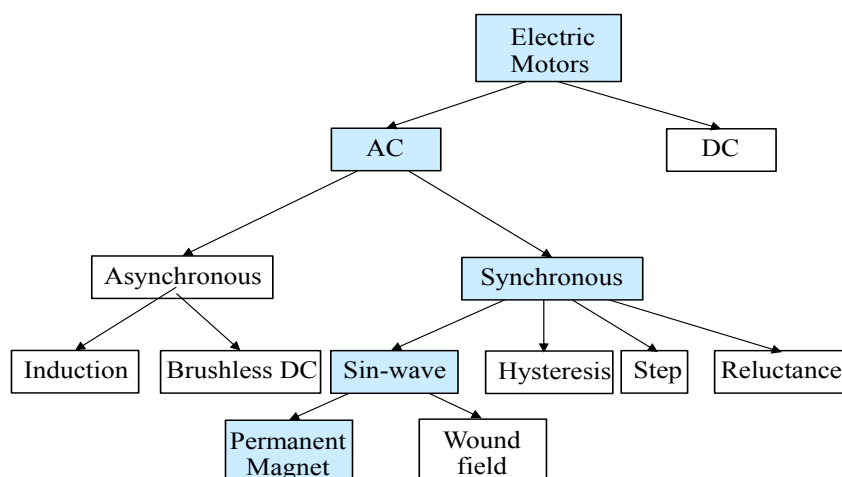 Electric
Motors
AC
DC
Asynchronous
Synchronous
Induction
Brushless DC
Sin-wave
Hysteresis
Step
Reluctance
Permanent
Magnet
Wound
field